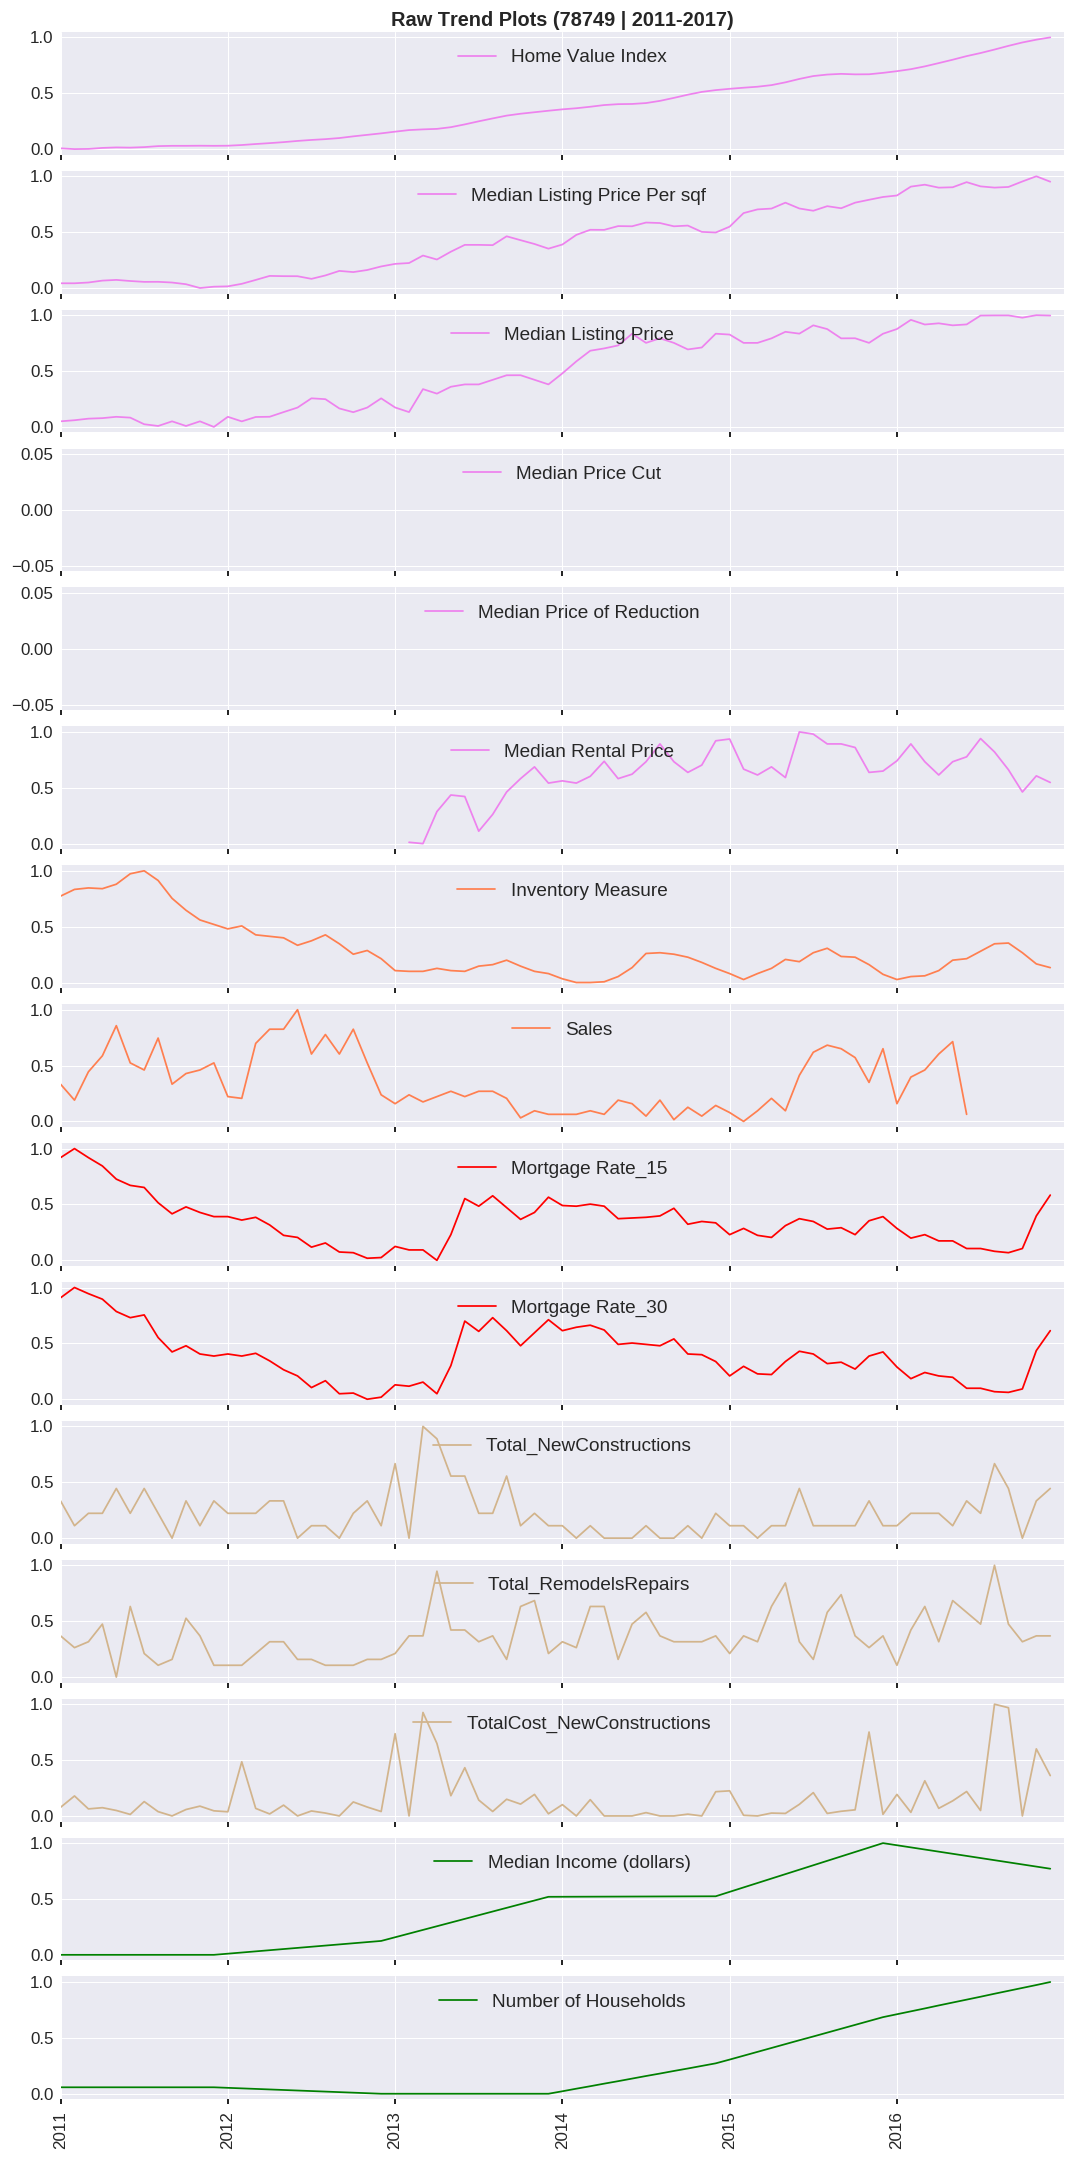 Raw Trend Plots (78749 | 2011-2017)
1.0
Home Value Index
0.5
0.0
1.0
Median Listing Price Per sqf
0.5
0.0
1.0
Median Listing Price
0.5
0.0
0.05
Median Price Cut
0.00
−0.05
0.05
Median Price of Reduction
0.00
−0.05
1.0
Median Rental Price
0.5
0.0
1.0
Inventory Measure
0.5
0.0
1.0
Sales
0.5
0.0
1.0
Mortgage Rate_15
0.5
0.0
1.0
Mortgage Rate_30
0.5
0.0
1.0
Total_NewConstructions
0.5
0.0
1.0
Total_RemodelsRepairs
0.5
0.0
1.0
TotalCost_NewConstructions
0.5
0.0
1.0
Median Income (dollars)
0.5
0.0
1.0
Number of Households
0.5
0.0
2011 2012 2013 2014 2015 2016